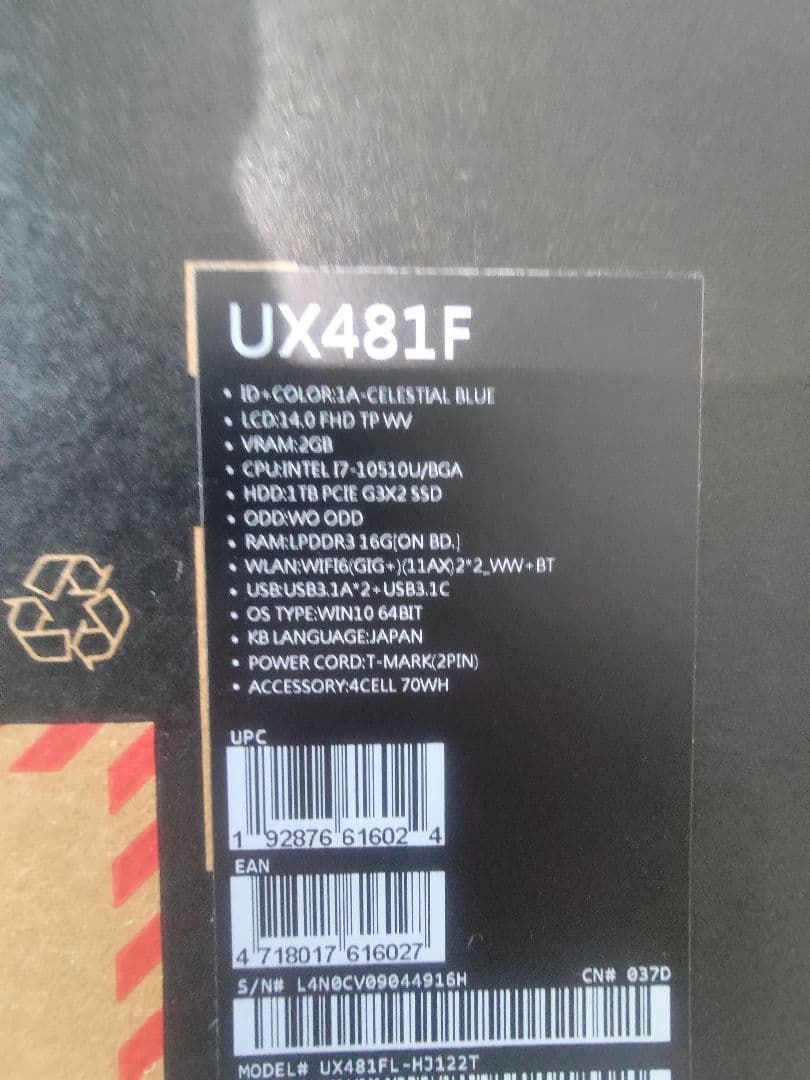 UX481F
• ID+COLOR:1A-CELESTIAL BLUE
• LCD:14.0 FHD TP WV
• VRAM:2GB
• CPU:INTEL I7-10510U/BGA
• HDD:1TB PCIE G3X2 SSD
• ODD:WO ODD
• RAM:LPDDR3 16G[ON BD.]
• WLAN:WIFI6(GIG+)(11AX)2*2_WW+BT
• USB:USB3.1A*2+USB3.1C
• OS TYPE:WIN10 64BIT
• KB LANGUAGE:JAPAN
• POWER CORD:T-MARK(2PIN)
• ACCESSORY:4CELL 70WH
UPC
1 92876 61602 4
EAN
4 718017 616027
S/N# L4N0CV09044916H CN# 037D
MODEL# UX481FL-HJ122T